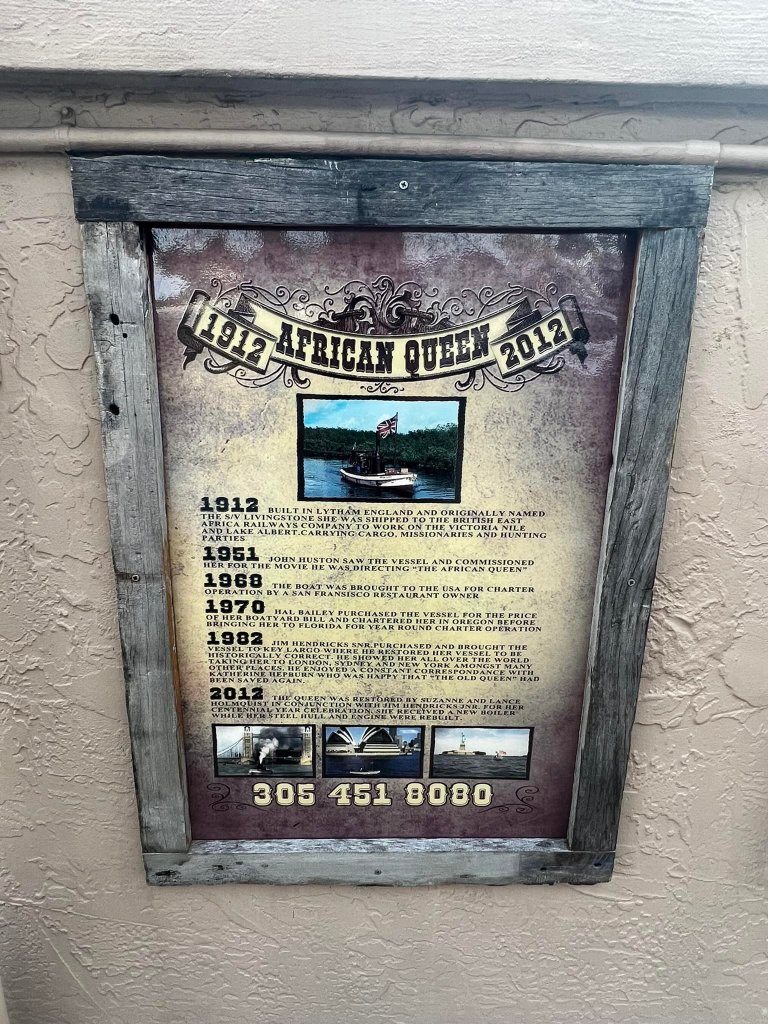 1912 AFRICAN QUEEN 2012
1912 BUILT IN LYTHAM ENGLAND AND ORIGINALLY NAMED
THE S/V LIVINGSTONE SHE WAS SHIPPED TO THE BRITISH EAST
AFRICA RAILWAYS COMPANY TO WORK ON THE VICTORIA NILE
AND LAKE ALBERT.CARRYING CARGO, MISSIONARIES AND HUNTING
PARTIES
1951 JOHN HUSTON SAW THE VESSEL AND COMMISSIONED
HER FOR THE MOVIE HE WAS DIRECTING "THE AFRICAN QUEEN"
1968 THE BOAT WAS BROUGHT TO THE USA FOR CHARTER
OPERATION BY A SAN FRANSISCO RESTAURANT OWNER
1970 HAL BAILEY PURCHASED THE VESSEL FOR THE PRICE
OF HER BOATYARD BILL AND CHARTERED HER IN OREGON BEFORE
BRINGING HER TO FLORIDA FOR YEAR ROUND CHARTER OPERATION
1982 JIM HENDRICKS SNR.PURCHASED AND BROUGHT THE
VESSEL TO KEY LARGO WHERE HE RESTORED HER VESSEL TO BE
HISTORICALLY CORRECT. HE SHOWED HER ALL OVER THE WORLD
TAKING HER TO LONDON, SYDNEY AND NEW YORK AMONGST MANY
OTHER PLACES. HE ENJOYED A CONSTANT CORRESPONDANCE WITH
KATHERINE HEPBURN WHO WAS HAPPY THAT "THE OLD QUEEN" HAD
BEEN SAVED AGAIN.
2012 THE QUEEN WAS RESTORED BY SUZANNE AND LANCE
HOLMQUIST IN CONJUNCTION WITH JIM HENDRICKS JNR. FOR HER
CENTENNIAL YEAR CELEBRATION. SHE RECEIVED A NEW BOILER
WHILE HER STEEL HULL AND ENGINE WERE REBUILT.
305 451 8080